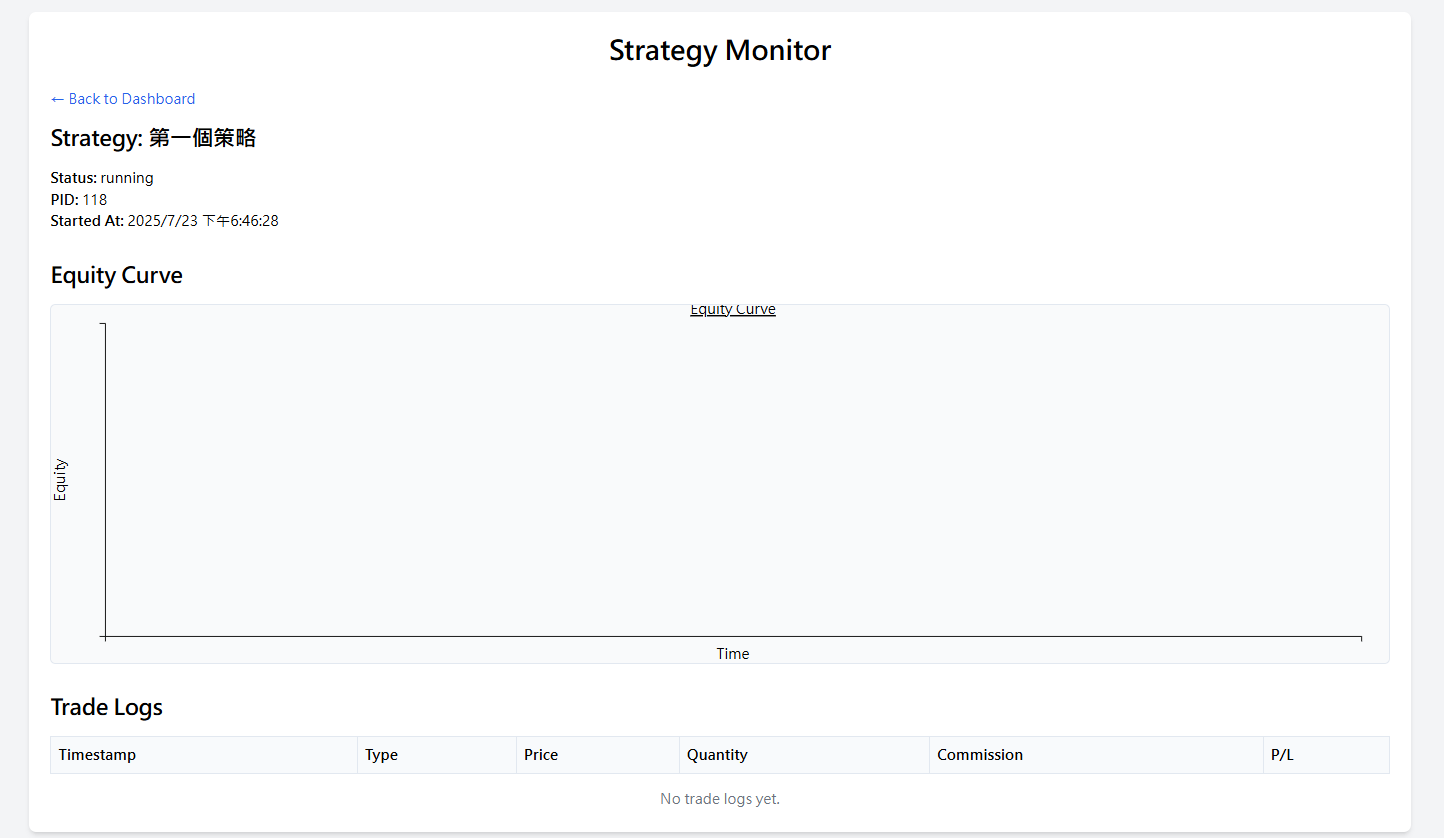 Strategy Monitor
← Back to Dashboard
Strategy: 第一個策略
Status: running
PID: 118
Started At: 2025/7/23 下午6:46:28
Equity Curve
Equity Curve
Equity
Time
Trade Logs
Timestamp Type Price Quantity Commission P/L
No trade logs yet.